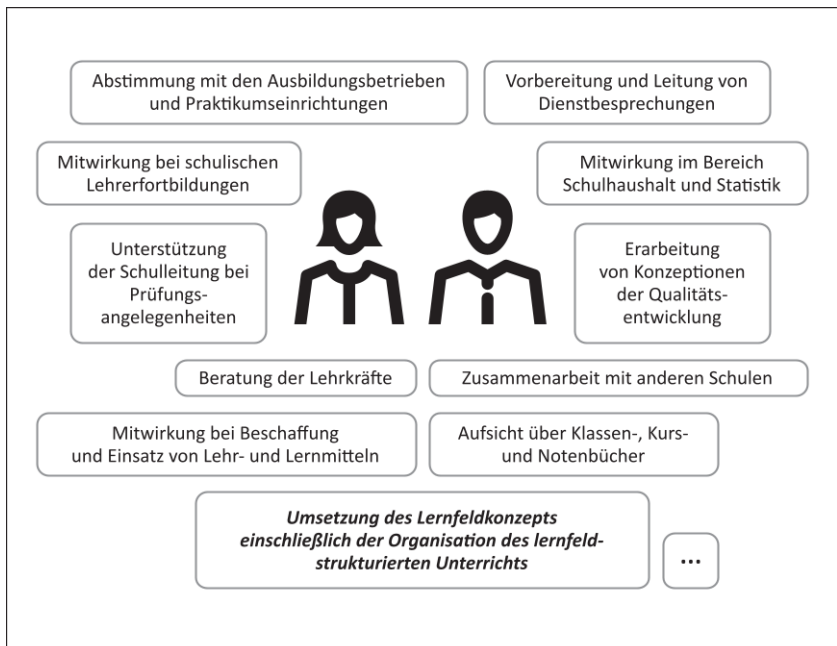 Abstimmung mit den Ausbildungsbetrieben
und Praktikumseinrichtungen
Vorbereitung und Leitung von
Dienstbesprechungen
Mitwirkung bei schulischen
Lehrerfortbildungen
Mitwirkung im Bereich
Schulhaushalt und Statistik
Unterstützung
der Schulleitung bei
Prüfungs-
angelegenheiten
Erarbeitung
von Konzeptionen
der Qualitäts-
entwicklung
Beratung der Lehrkräfte
Zusammenarbeit mit anderen Schulen
Mitwirkung bei Beschaffung
und Einsatz von Lehr- und Lernmitteln
Aufsicht über Klassen-, Kurs-
und Notenbücher
Umsetzung des Lernfeldkonzepts
einschließlich der Organisation des lernfeld-
strukturierten Unterrichts
...